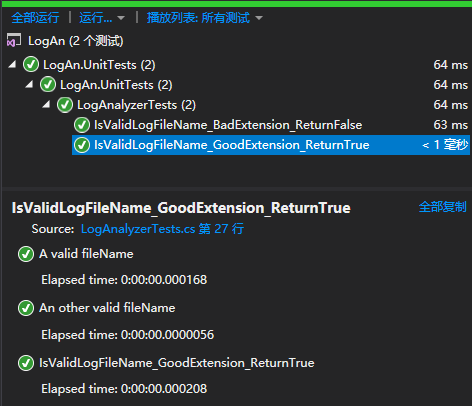 全部运行 | 运行... | 播放列表: 所有测试
LogAn (2 个测试)
LogAn.UnitTests (2) 64 ms
LogAn.UnitTests (2) 64 ms
LogAnalyzerTests (2) 64 ms
IsValidLogFileName_BadExtension_ReturnFalse 63 ms
IsValidLogFileName_GoodExtension_ReturnTrue < 1 毫秒
IsValidLogFileName_GoodExtension_ReturnTrue 全部复制
Source: LogAnalyzerTests.cs 第 27 行
A valid fileName
Elapsed time: 0:00:00.000168
An other valid fileName
Elapsed time: 0:00:00.0000056
IsValidLogFileName_GoodExtension_ReturnTrue
Elapsed time: 0:00:00.000208